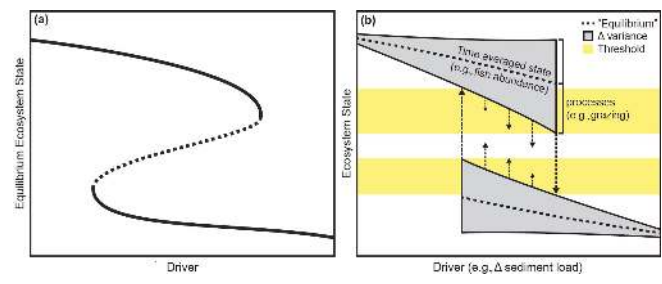 (a)
Equilibrium Ecosystem State
Driver
(b)
"Equilibrium"
Δ variance
Threshold
Time averaged state
(e.g., fish abundance)
processes
(e.g., grazing)
Ecosystem State
Driver (e.g, Δ sediment load)